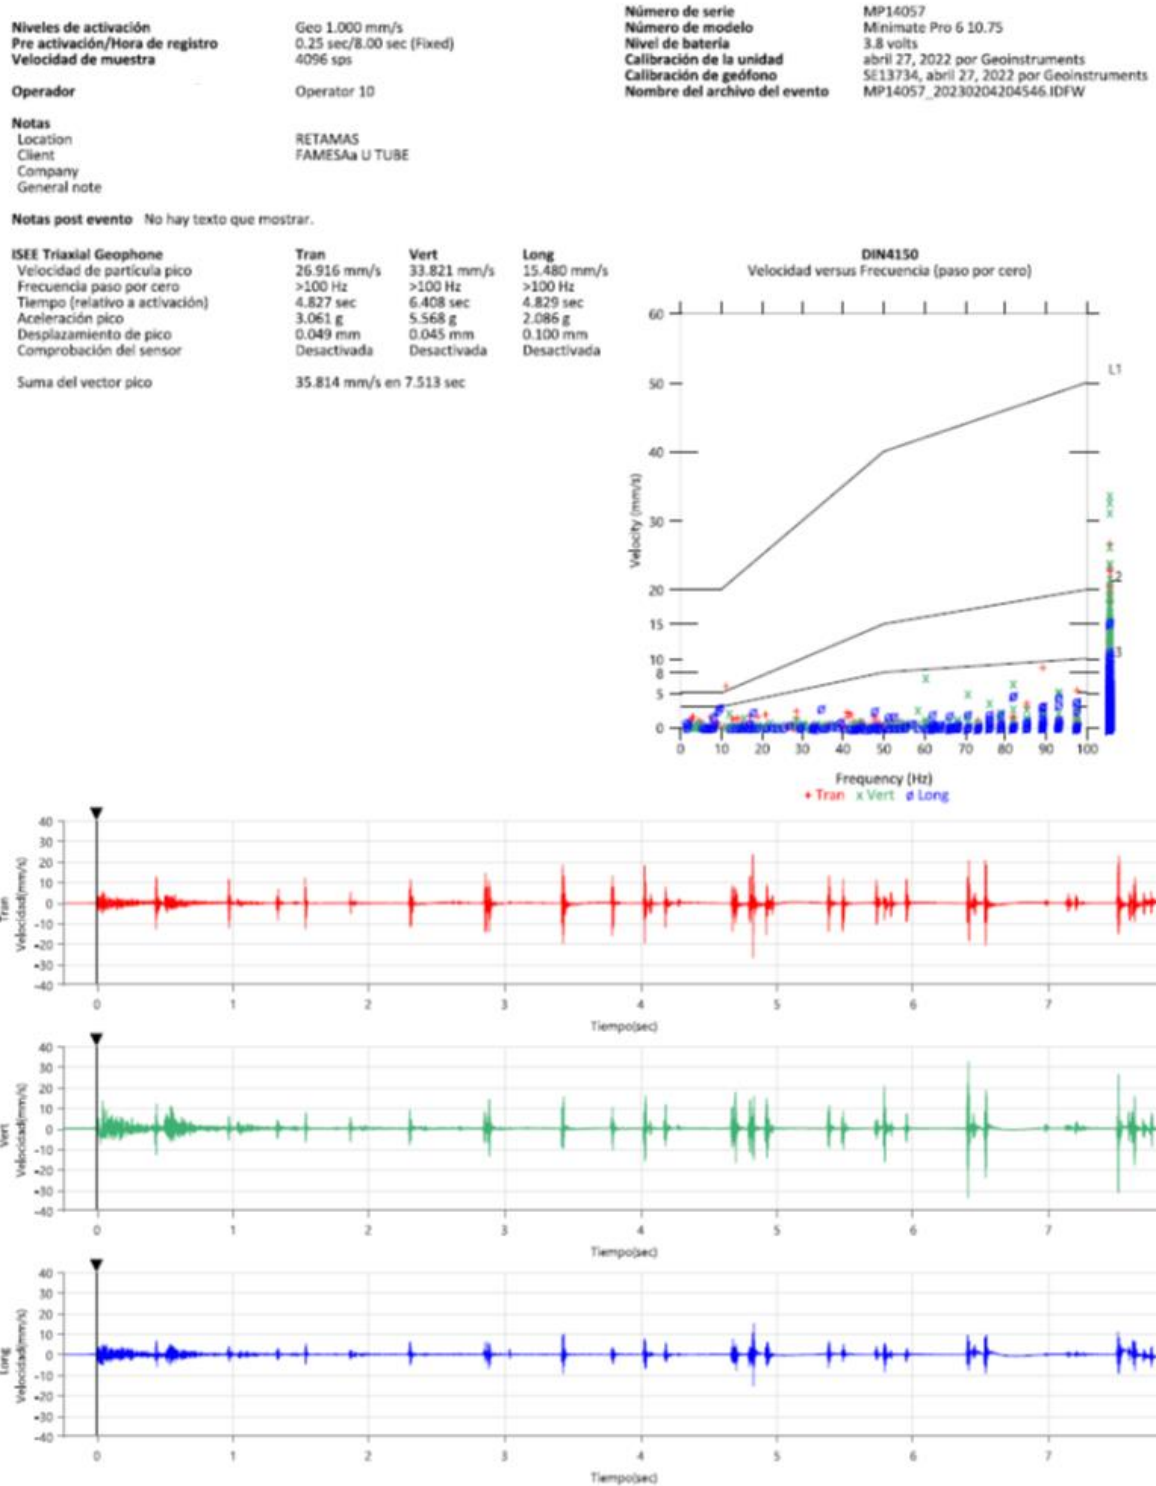 Niveles de activación Geo 1.000 mm/s
Pre activación/Hora de registro 0.25 sec/8.00 sec (Fixed)
Velocidad de muestra 4096 sps
Operador Operator 10
Notas
Location RETAMAS
Client FAMESAa U TUBE
Company
General note
Notas post evento No hay texto que mostrar.
Número de serie MP14057
Número de modelo Minimate Pro 6 10.75
Nivel de batería 3.8 volts
Calibración de la unidad abril 27, 2022 por Geoinstruments
Calibración de geófono SE13734, abril 27, 2022 por Geoinstruments
Nombre del archivo del evento MP14057_20230204204546.IDFW
ISEE Triaxial Geophone Tran Vert Long
Velocidad de partícula pico 26.916 mm/s 33.821 mm/s 15.480 mm/s
Frecuencia paso por cero >100 Hz >100 Hz >100 Hz
Tiempo (relativo a activación) 4.827 sec 6.408 sec 4.829 sec
Aceleración pico 3.061 g 5.568 g 2.086 g
Desplazamiento de pico 0.049 mm 0.045 mm 0.100 mm
Comprobación del sensor Desactivada Desactivada Desactivada
Suma del vector pico 35.814 mm/s en 7.513 sec
DIN4150
Velocidad versus Frecuencia (paso por cero)
60
L1
50
40
Velocity (mm/s)
30
20
15
10
8
5
0
0 10 20 30 40 50 60 70 80 90 100
Frequency (Hz)
+ Tran x Vert ø Long
Tran
Velocidad(mm/s)
40
30
20
10
0
-10
-20
-30
-40
0 1 2 3 4 5 6 7
Tiempo(sec)
Vert
Velocidad(mm/s)
40
30
20
10
0
-10
-20
-30
-40
0 1 2 3 4 5 6 7
Tiempo(sec)
Long
Velocidad(mm/s)
40
30
20
10
0
-10
-20
-30
-40
0 1 2 3 4 5 6 7
Tiempo(sec)